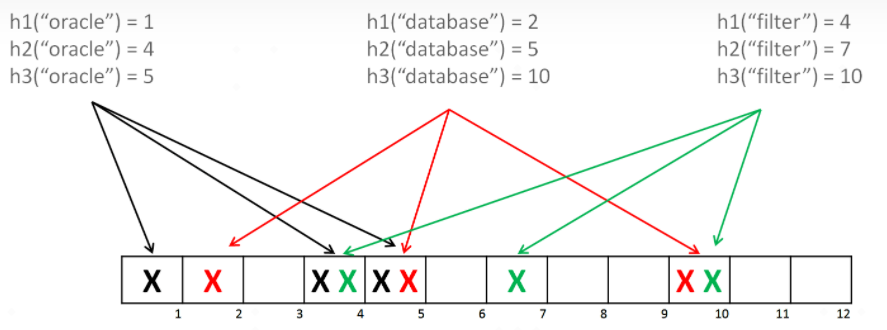 h1(“oracle”) = 1
h2(“oracle”) = 4
h3(“oracle”) = 5
h1(“database”) = 2
h2(“database”) = 5
h3(“database”) = 10
h1(“filter”) = 4
h2(“filter”) = 7
h3(“filter”) = 10
X X X X X X X X X
1 2 3 4 5 6 7 8 9 10 11 12